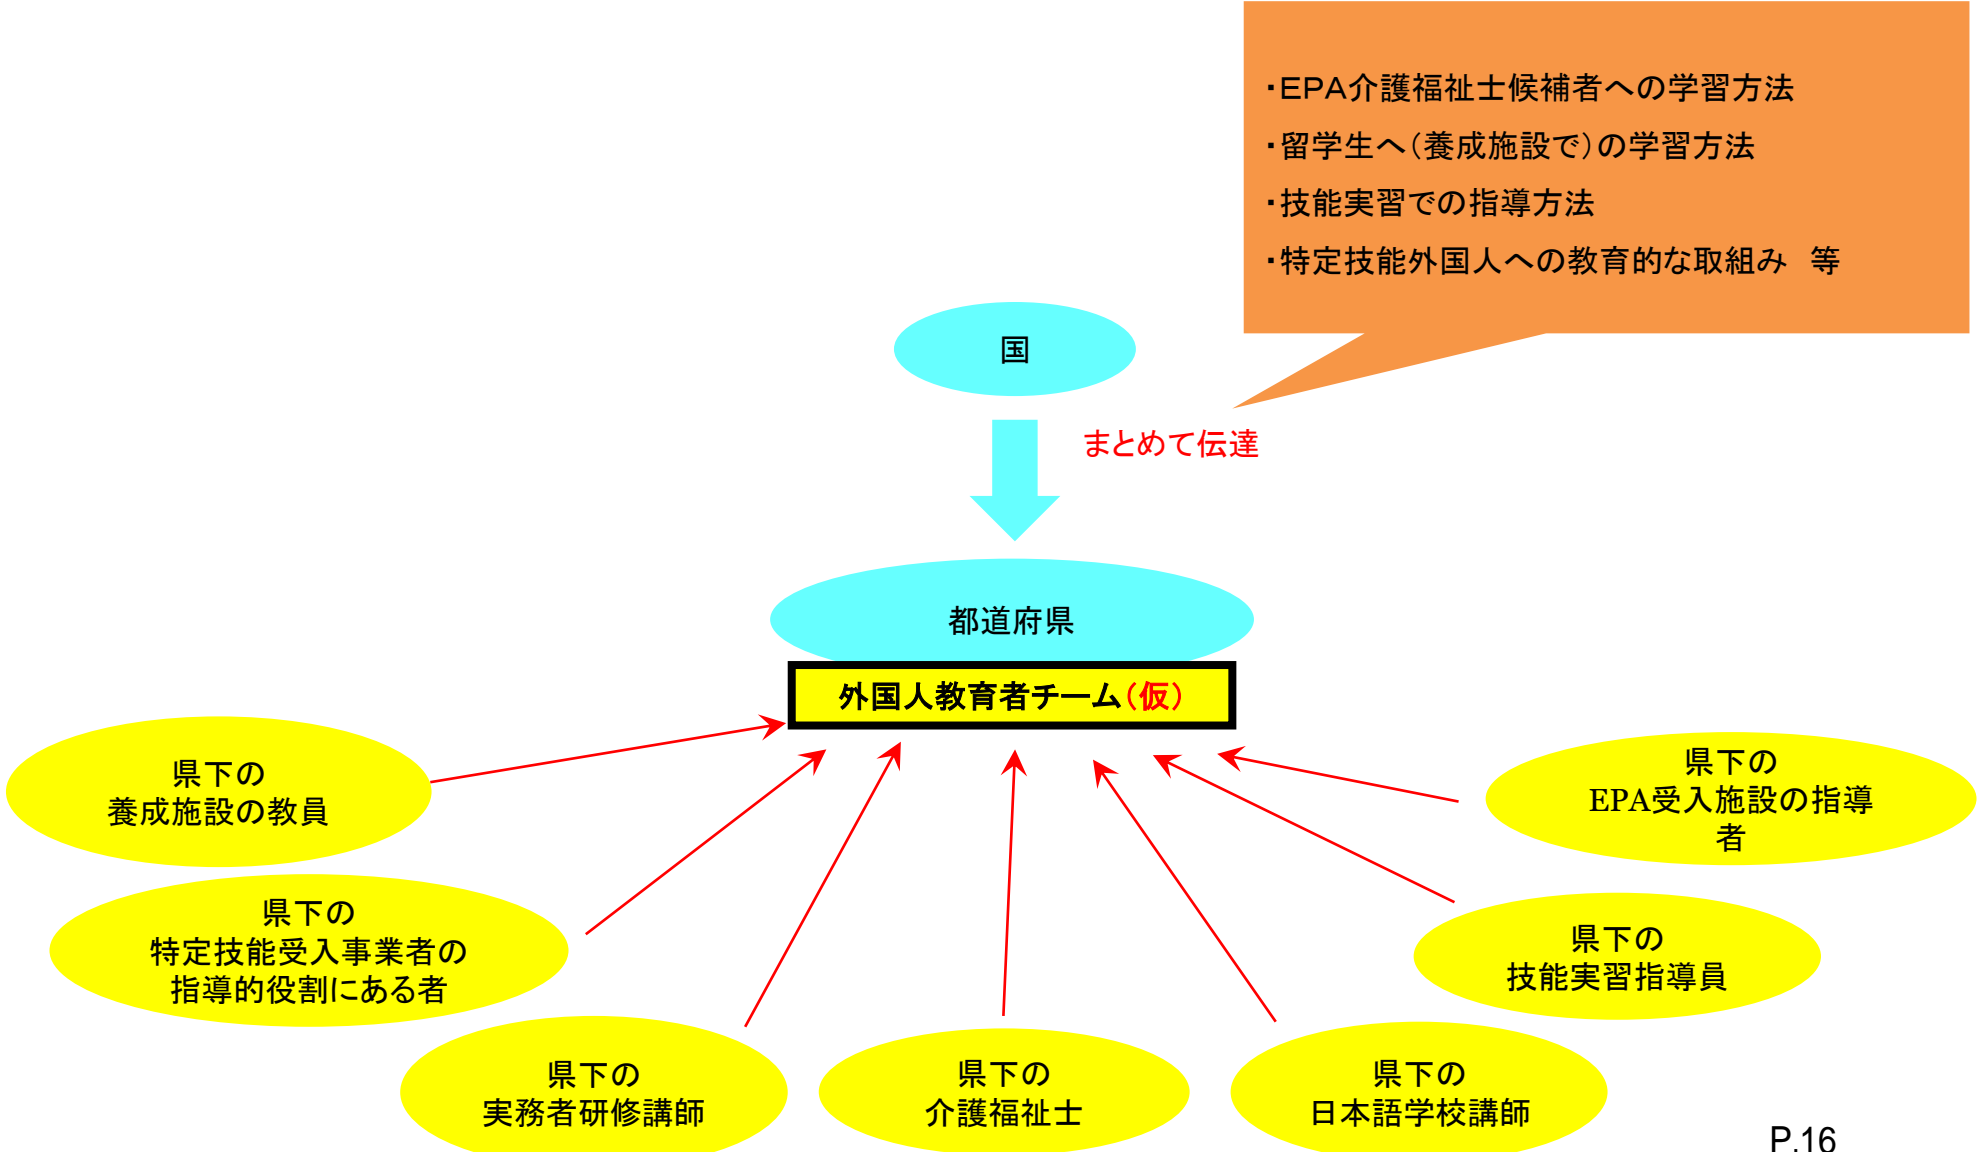 ・EPA介護福祉士候補者への学習方法
・留学生へ(養成施設で)の学習方法
・技能実習での指導方法
・特定技能外国人への教育的な取組み　等
国
まとめて伝達
都道府県
外国人教育者チーム(仮)
県下の
養成施設の教員
県下の
EPA受入施設の指導
者
県下の
特定技能受入事業者の
指導的役割にある者
県下の
技能実習指導員
県下の
実務者研修講師
県下の
介護福祉士
県下の
日本語学校講師
P.16